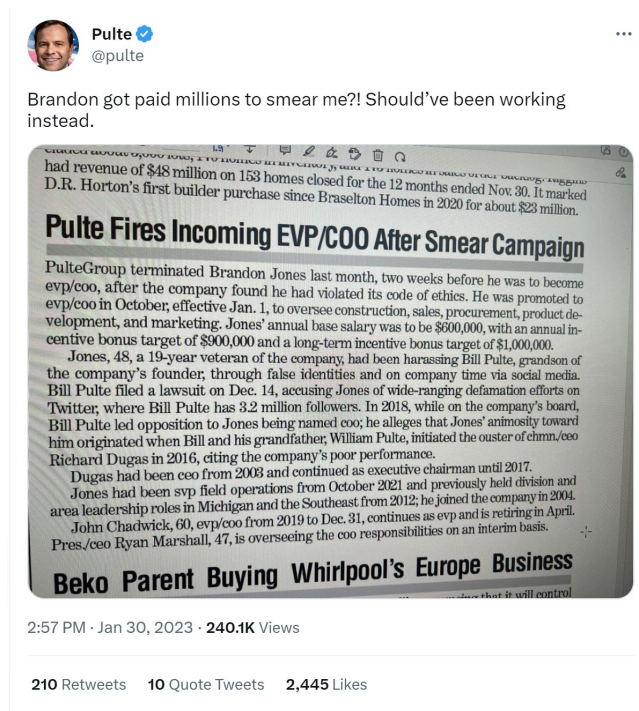 Pulte
@pulte
Brandon got paid millions to smear me?! Should’ve been working
instead.
had revenue of $48 million on 153 homes closed for the 12 months ended Nov. 30. It marked
D.R. Horton's first builder purchase since Braselton Homes in 2020 for about $23 million.
Pulte Fires Incoming EVP/COO After Smear Campaign
PulteGroup terminated Brandon Jones last month, two weeks before he was to become
evp/coo, after the company found he had violated its code of ethics. He was promoted to
evp/coo in October, effective Jan. 1, to oversee construction, sales, procurement, product de-
velopment, and marketing. Jones' annual base salary was to be $600,000, with an annual in-
centive bonus target of $900,000 and a long-term incentive bonus target of $1,000,000.
Jones, 48, a 19-year veteran of the company, had been harassing Bill Pulte, grandson of
the company's founder, through false identities and on company time via social media.
Bill Pulte filed a lawsuit on Dec. 14, accusing Jones of wide-ranging defamation efforts on
Twitter, where Bill Pulte has 3.2 million followers. In 2018, while on the company's board,
Bill Pulte led opposition to Jones being named coo; he alleges that Jones' animosity toward
him originated when Bill and his grandfather, William Pulte, initiated the ouster of chmn./ceo
Richard Dugas in 2016, citing the company's poor performance.
Dugas had been ceo from 2003 and continued as executive chairman until 2017.
Jones had been svp field operations from October 2021 and previously held division and
area leadership roles in Michigan and the Southeast from 2012; he joined the company in 2004.
John Chadwick, 60, evp/coo from 2019 to Dec. 31, continues as evp and is retiring in April.
Pres./ceo Ryan Marshall, 47, is overseeing the coo responsibilities on an interim basis.
Beko Parent Buying Whirlpool's Europe Business
that it will control
2:57 PM · Jan 30, 2023 · 240.1K Views
210 Retweets 10 Quote Tweets 2,445 Likes